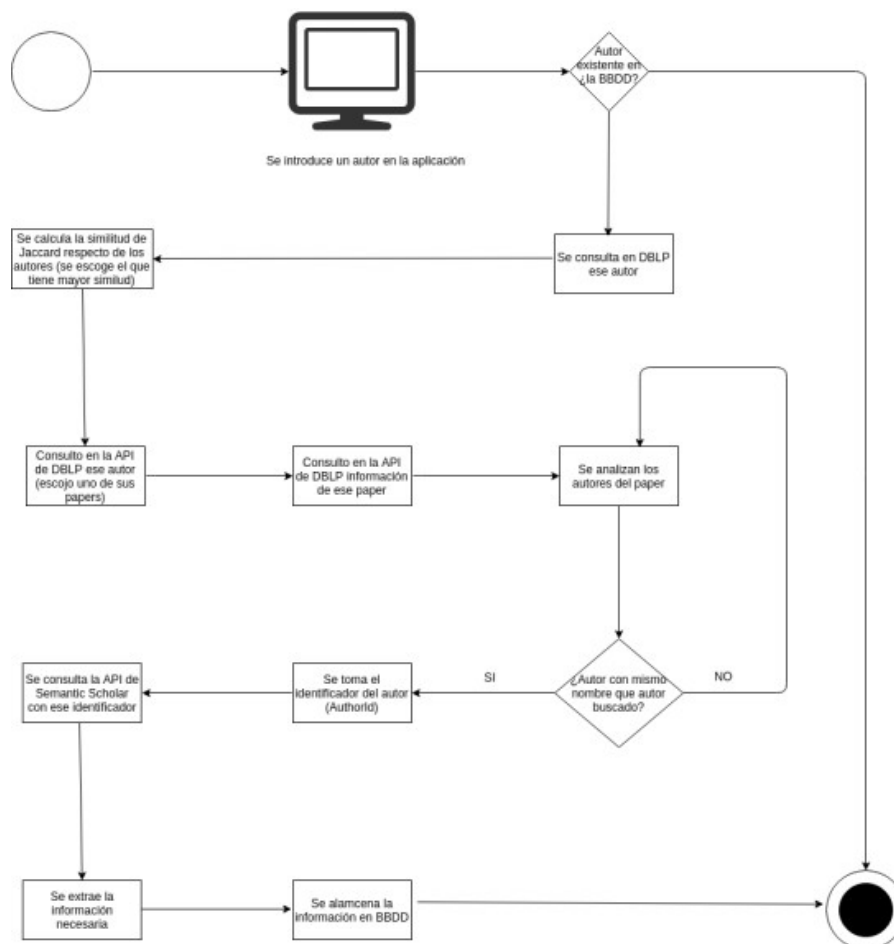 Autor
existente en
¿la BBDD?
Se introduce un autor en la aplicación
Se calcula la similitud de
Jaccard respecto de los
autores (se escoge el que
tiene mayor similud)
Se consulta en DBLP
ese autor
Consulto en la API
de DBLP ese autor
(escojo uno de sus
papers)
Consulto en la API
de DBLP información
de ese paper
Se analizan los
autores del paper
Se consulta la API de
Semantic Scholar
con ese identificador
Se toma el
identificador del autor
(AuthorId)
SI
¿Autor con mismo
nombre que autor
buscado?
NO
Se extrae la
información
necesaria
Se alamcena la
información en BBDD